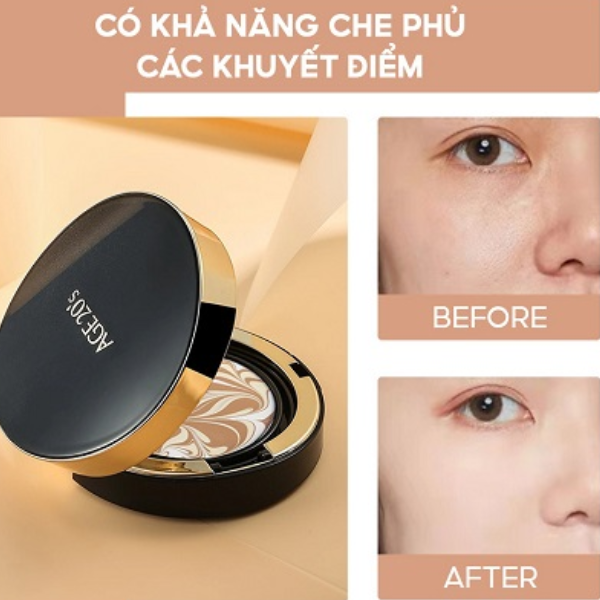 CÓ KHẢ NĂNG CHE PHỦ
CÁC KHUYẾT ĐIỂM
AGE20's
BEFORE
AFTER